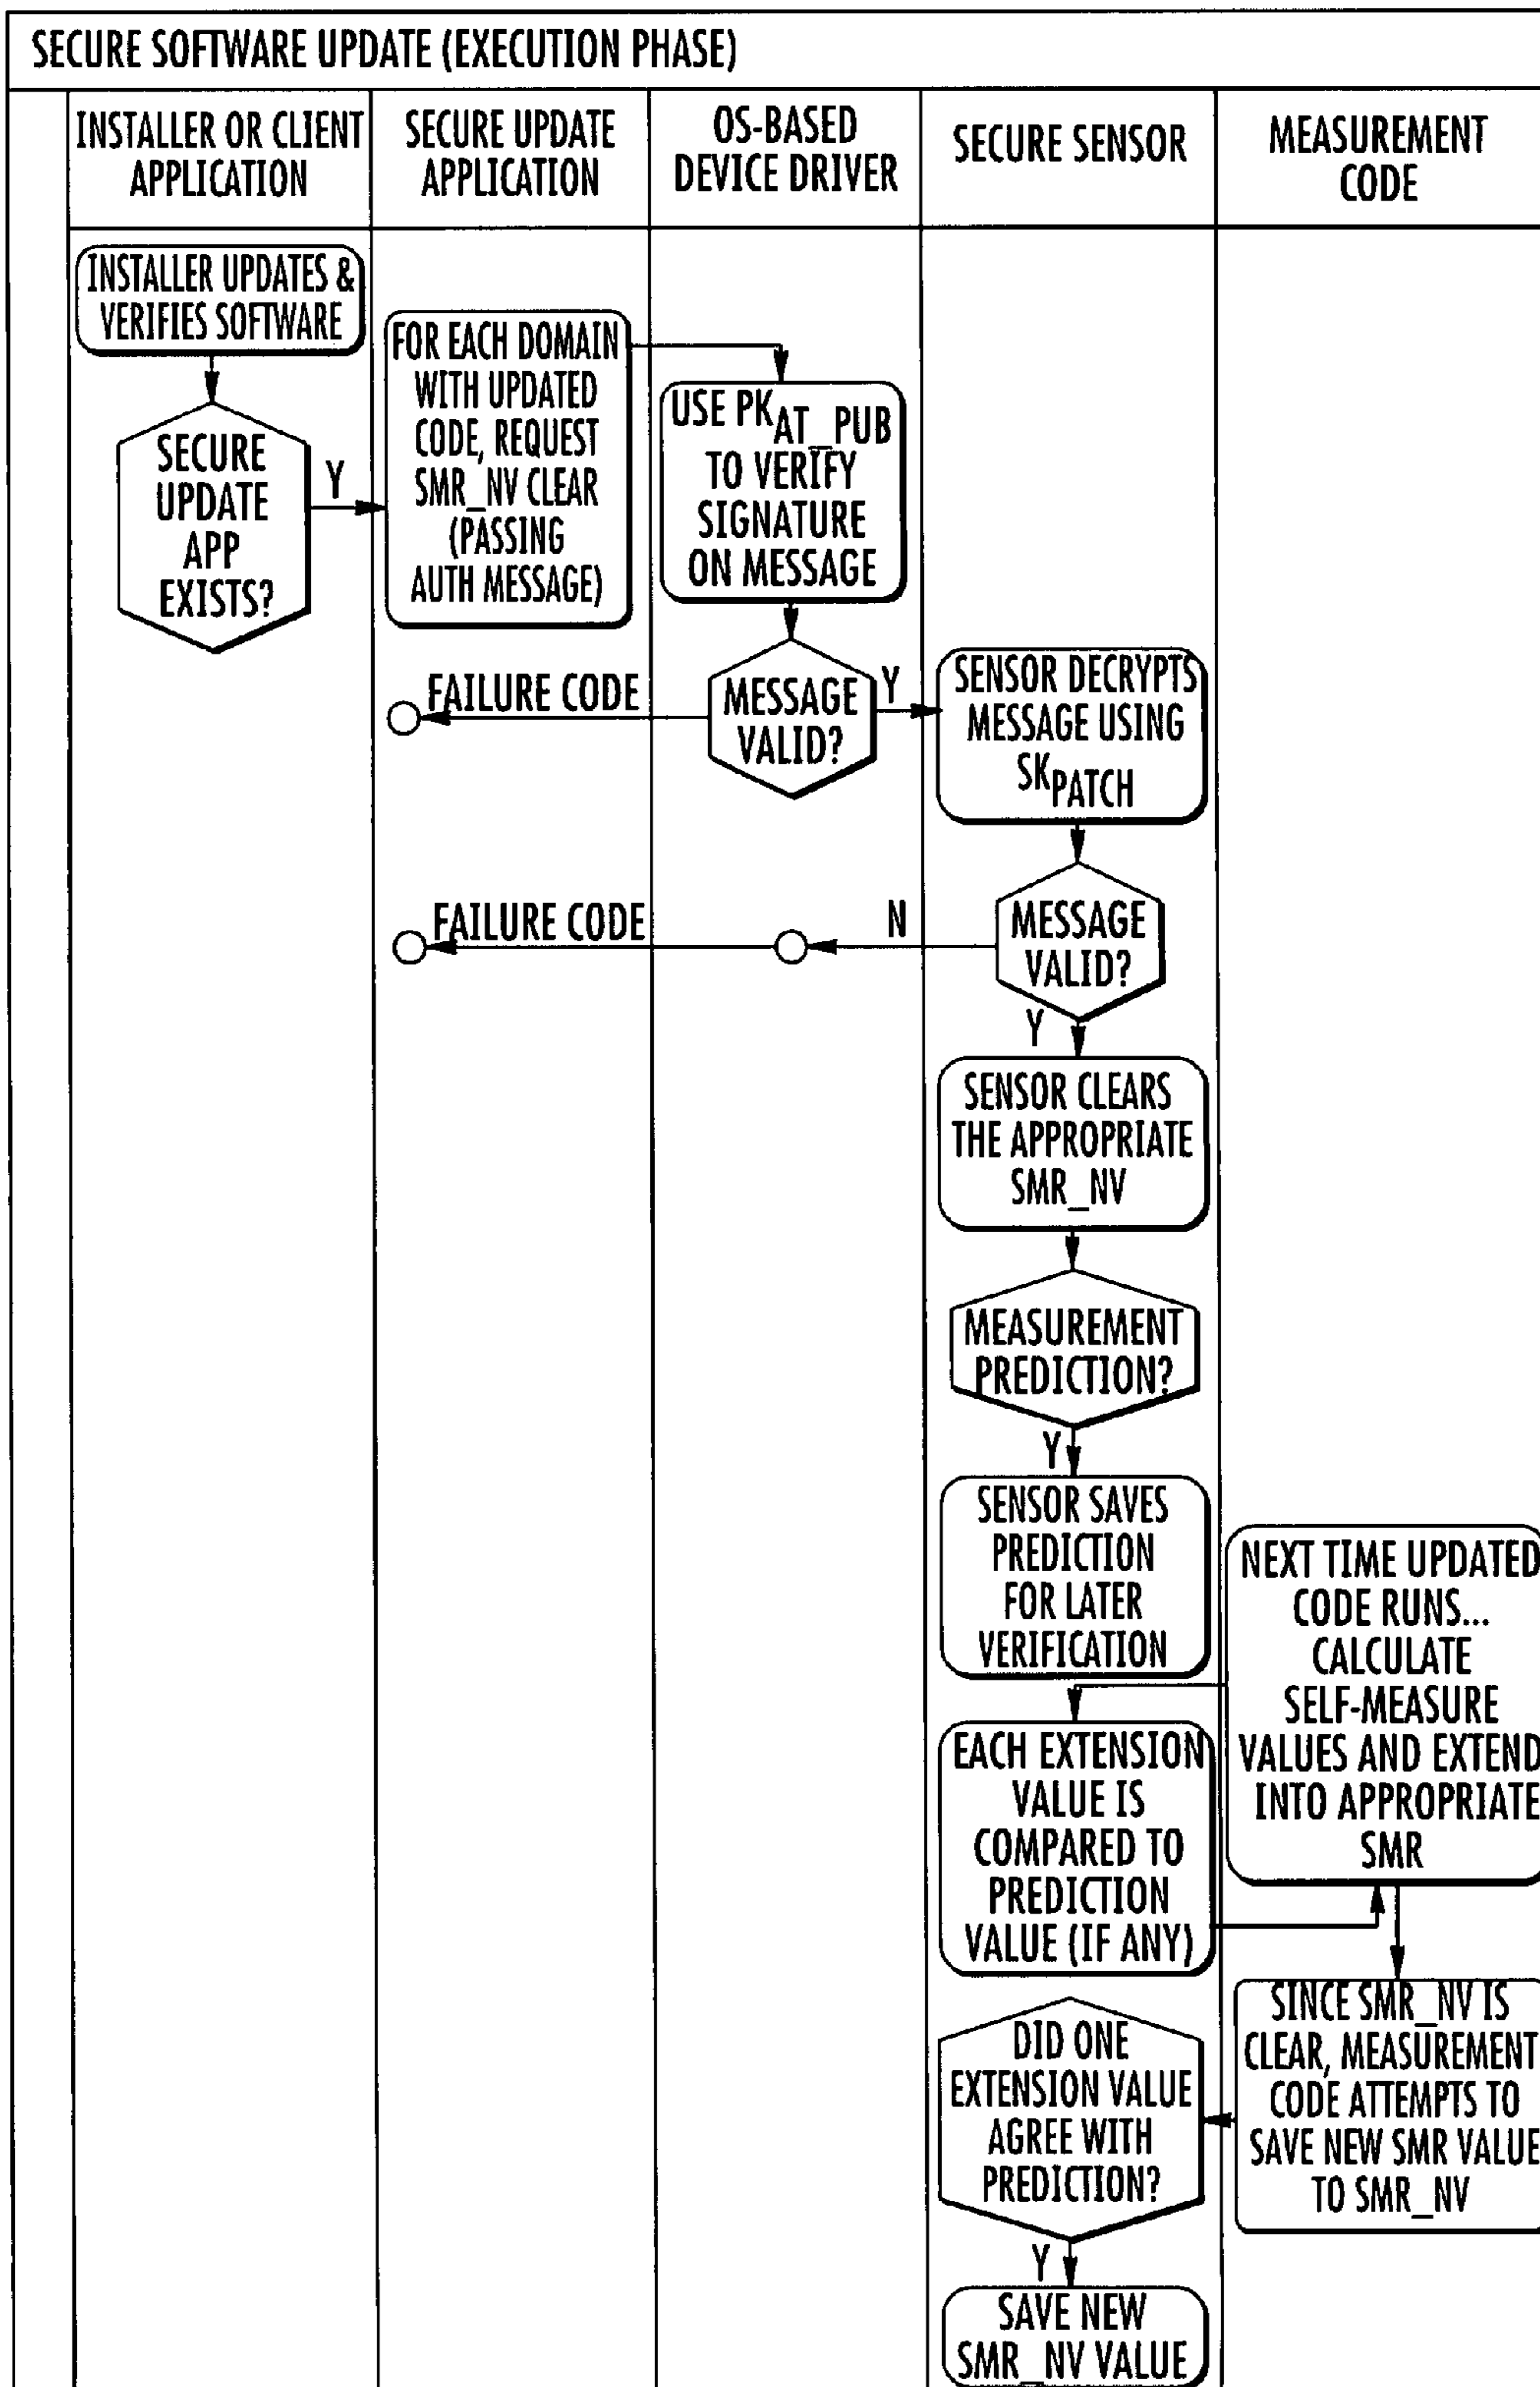 SECURE SOFTWARE UPDATE (EXECUTION PHASE)
INSTALLER OR CLIENT
APPLICATION
SECURE UPDATE
APPLICATION
OS-BASED
DEVICE DRIVER
SECURE SENSOR
MEASUREMENT
CODE
INSTALLER UPDATES &
VERIFIES SOFTWARE
SECURE
UPDATE
APP
EXISTS?
Y
FOR EACH DOMAIN
WITH UPDATED
CODE, REQUEST
SMR_NV CLEAR
(PASSING
AUTH MESSAGE)
USE PKAT_PUB
TO VERIFY
SIGNATURE
ON MESSAGE
MESSAGE
VALID?
Y
FAILURE CODE
SENSOR DECRYPTS
MESSAGE USING
SKPATCH
MESSAGE
VALID?
N
FAILURE CODE
Y
SENSOR CLEARS
THE APPROPRIATE
SMR_NV
MEASUREMENT
PREDICTION?
Y
SENSOR SAVES
PREDICTION
FOR LATER
VERIFICATION
NEXT TIME UPDATED
CODE RUNS...
CALCULATE
SELF-MEASURE
VALUES AND EXTEND
INTO APPROPRIATE
SMR
EACH EXTENSION
VALUE IS
COMPARED TO
PREDICTION
VALUE (IF ANY)
SINCE SMR_NV IS
CLEAR, MEASUREMENT
CODE ATTEMPTS TO
SAVE NEW SMR VALUE
TO SMR_NV
DID ONE
EXTENSION VALUE
AGREE WITH
PREDICTION?
Y
SAVE NEW
SMR_NV VALUE